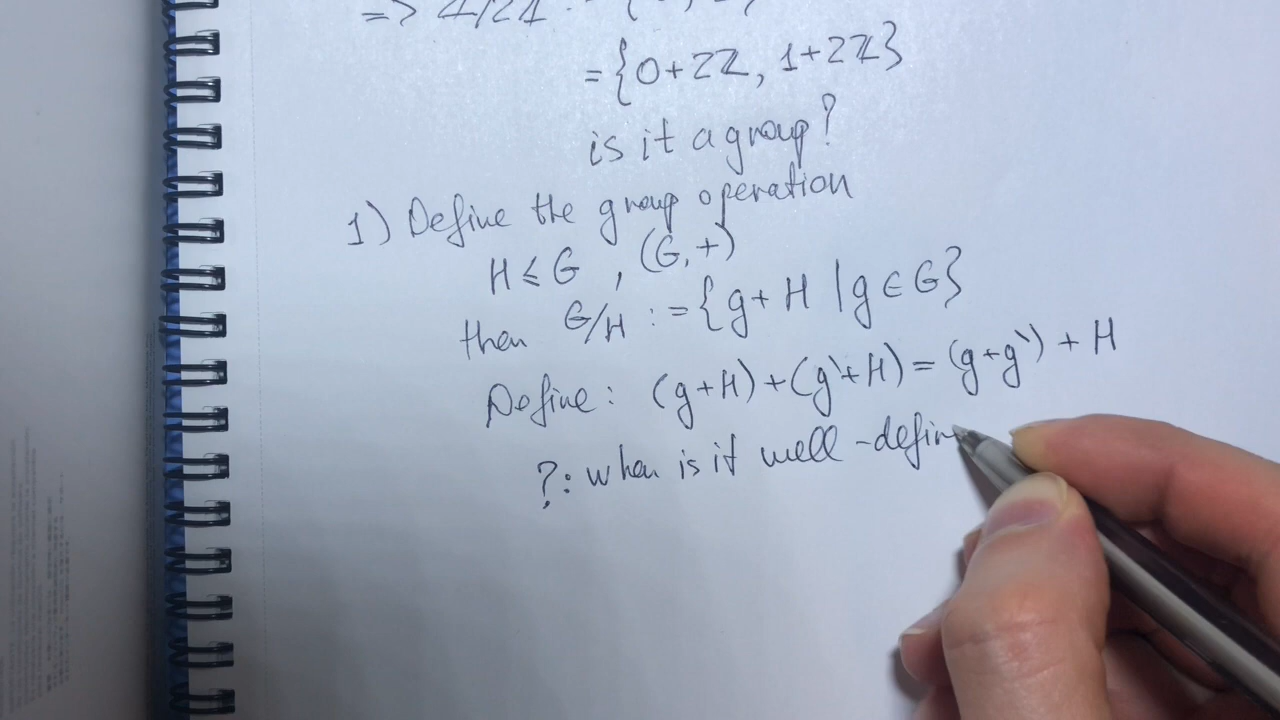 ={0+2ℤ, 1+2ℤ}
is it a group?
1) Define the group operation
H ≤ G , (G,+)
then G/H := {g+H | g ∈ G}
Define: (g+H)+(g`+H)=(g+g`)+H
?: when is it well-defin